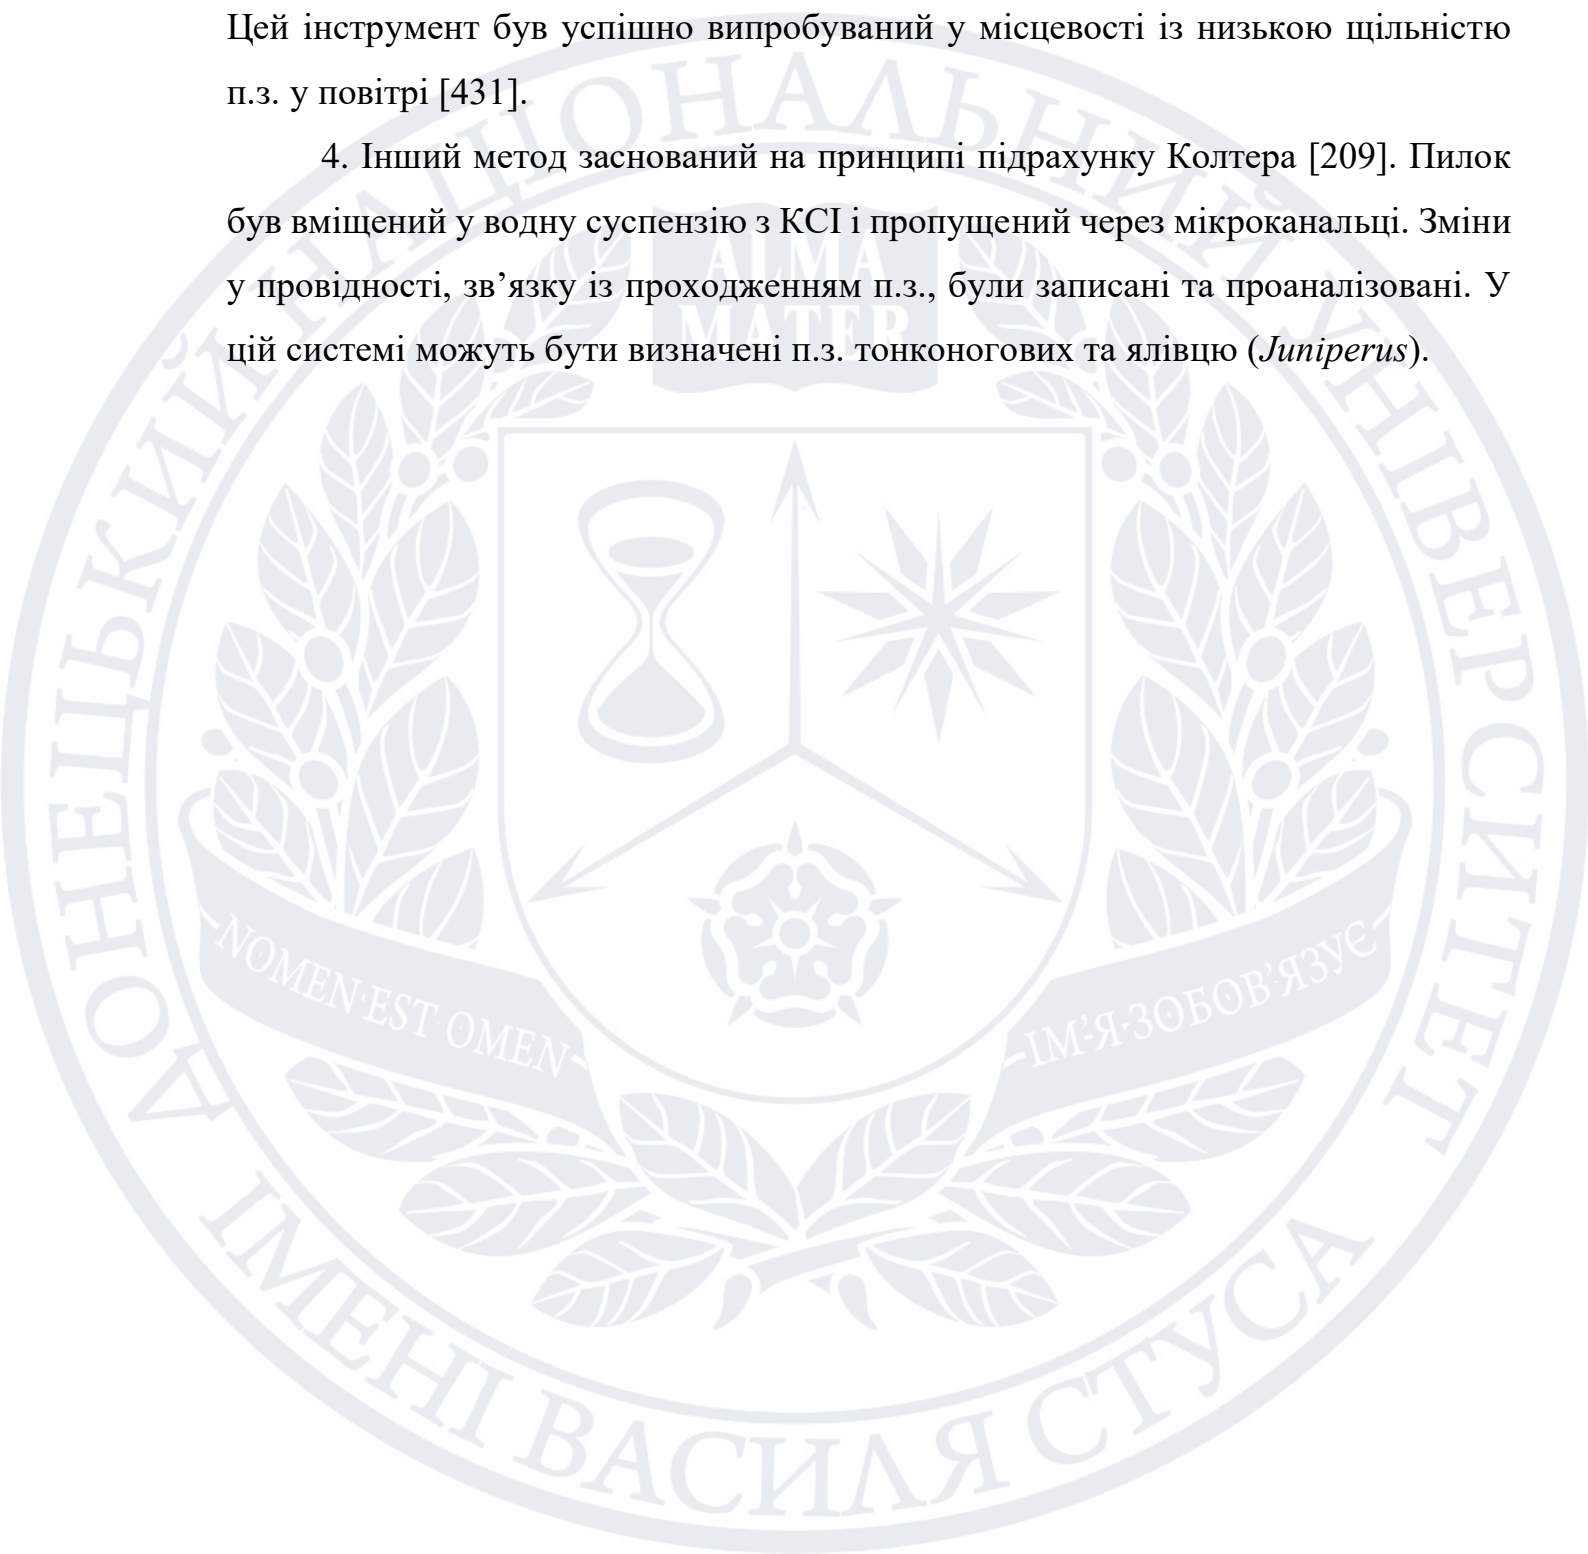 Цей інструмент був успішно випробуваний у місцевості із низькою щільністю
п.з. у повітрі [431].
4. Інший метод заснований на принципі підрахунку Колтера [209]. Пилок
був вміщений у водну суспензію з КСІ і пропущений через мікроканальці. Зміни
у провідності, зв’язку із проходженням п.з., були записані та проаналізовані. У
цій системі можуть бути визначені п.з. тонконогових та ялівцю (Juniperus).
ДОНЕЦЬКИЙ НАЦІОНАЛЬНИЙ УНІВЕРСИТЕТ
ALMA
MATER
NOMEN·EST OMEN
ІМ’Я·ЗОБОВ’ЯЗУЄ
ІМЕНІ ВАСИЛЯ СТУСА